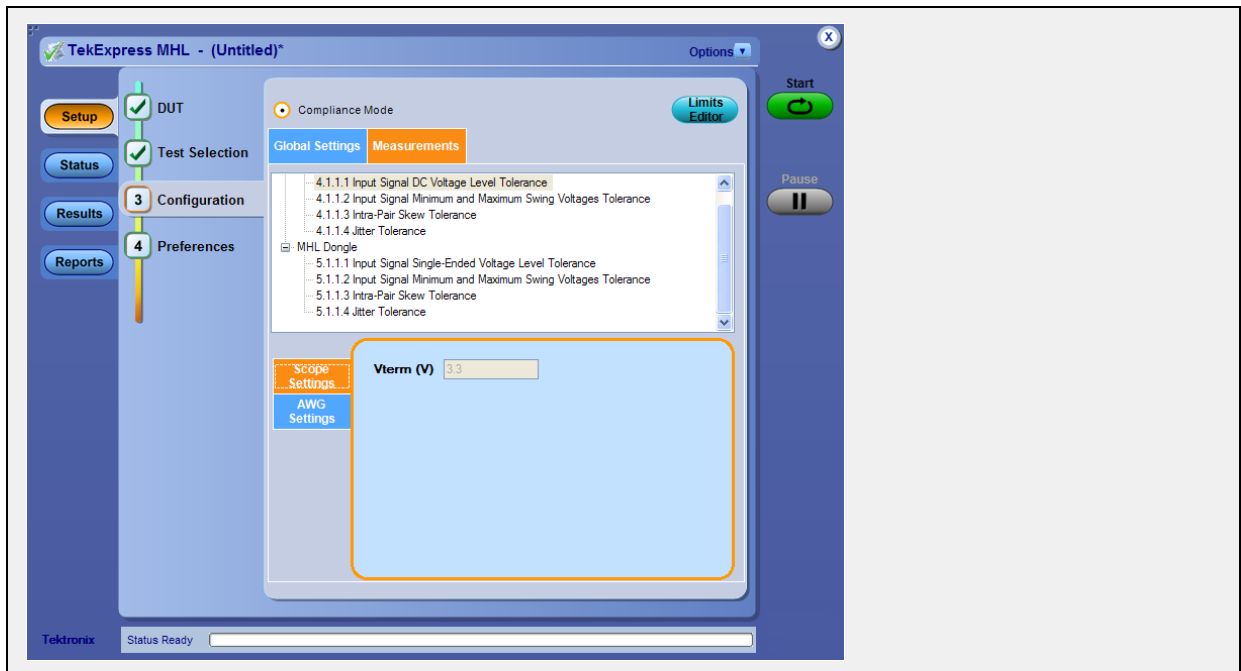 TekExpress MHL - (Untitled)*
Options
X
Setup
Status
Results
Reports
DUT
Test Selection
3 Configuration
4 Preferences
Compliance Mode
Limits
Editor
Global Settings
Measurements
4.1.1.1 Input Signal DC Voltage Level Tolerance
4.1.1.2 Input Signal Minimum and Maximum Swing Voltages Tolerance
4.1.1.3 Intra-Pair Skew Tolerance
4.1.1.4 Jitter Tolerance
MHL Dongle
5.1.1.1 Input Signal Single-Ended Voltage Level Tolerance
5.1.1.2 Input Signal Minimum and Maximum Swing Voltages Tolerance
5.1.1.3 Intra-Pair Skew Tolerance
5.1.1.4 Jitter Tolerance
Scope
Settings
AWG
Settings
Vterm (V) 3.3
Start
Pause
Tektronix
Status Ready